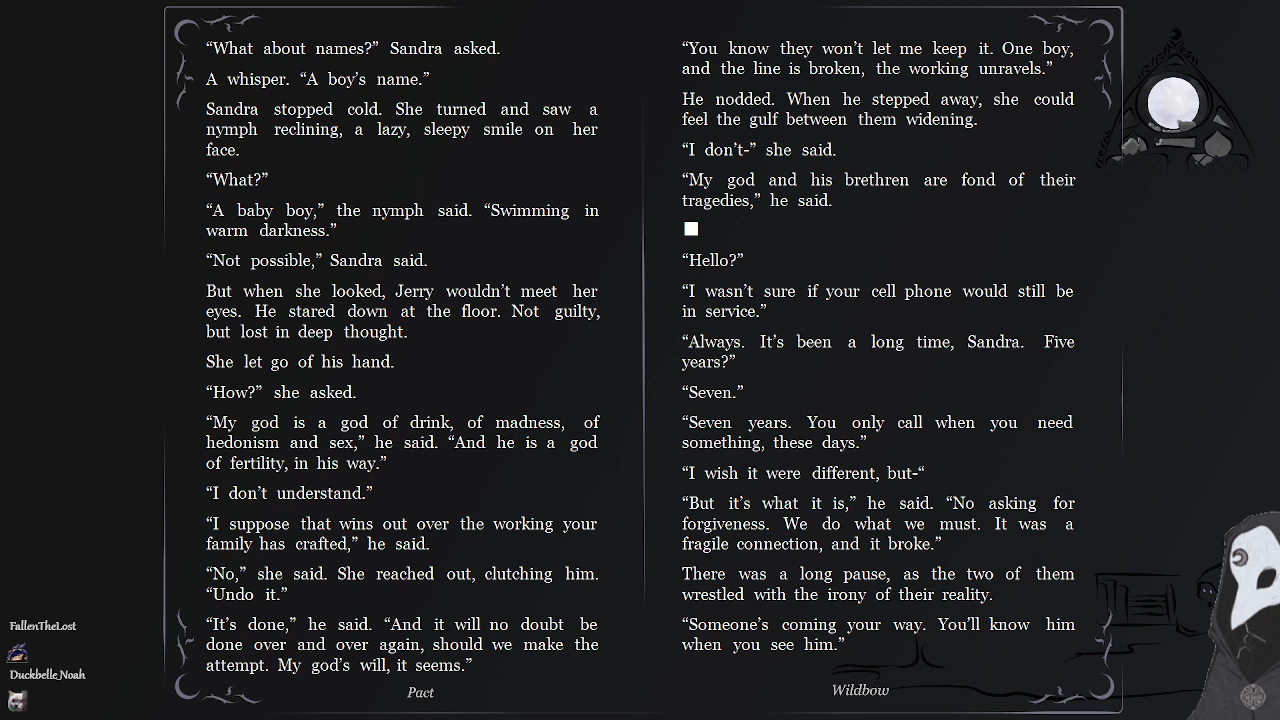 “What about names?” Sandra asked.
A whisper. “A boy’s name.”
Sandra stopped cold. She turned and saw a
nymph reclining, a lazy, sleepy smile on her
face.
“What?”
“A baby boy,” the nymph said. “Swimming in
warm darkness.”
“Not possible,” Sandra said.
But when she looked, Jerry wouldn’t meet her
eyes. He stared down at the floor. Not guilty,
but lost in deep thought.
She let go of his hand.
“How?” she asked.
“My god is a god of drink, of madness, of
hedonism and sex,” he said. “And he is a god
of fertility, in his way.”
“I don’t understand.”
“I suppose that wins out over the working your
family has crafted,” he said.
“No,” she said. She reached out, clutching him.
“Undo it.”
“It’s done,” he said. “And it will no doubt be
done over and over again, should we make the
attempt. My god’s will, it seems.”
Pact
“You know they won’t let me keep it. One boy,
and the line is broken, the working unravels.”
He nodded. When he stepped away, she could
feel the gulf between them widening.
“I don’t-” she said.
“My god and his brethren are fond of their
tragedies,” he said.
“Hello?”
“I wasn’t sure if your cell phone would still be
in service.”
“Always. It’s been a long time, Sandra. Five
years?”
“Seven.”
“Seven years. You only call when you need
something, these days.”
“I wish it were different, but-“
“But it’s what it is,” he said. “No asking for
forgiveness. We do what we must. It was a
fragile connection, and it broke.”
There was a long pause, as the two of them
wrestled with the irony of their reality.
“Someone’s coming your way. You’ll know him
when you see him.”
Wildbow
FallenTheLost
Duckbelle_Noah